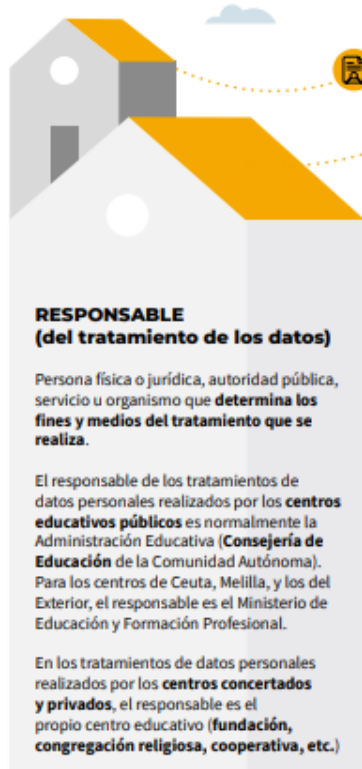 RESPONSABLE
(del tratamiento de los datos)
Persona física o jurídica, autoridad pública,
servicio u organismo que determina los
fines y medios del tratamiento que se
realiza.
El responsable de los tratamientos de
datos personales realizados por los centros
educativos públicos es normalmente la
Administración Educativa (Consejería de
Educación de la Comunidad Autónoma).
Para los centros de Ceuta, Melilla, y los del
Exterior, el responsable es el Ministerio de
Educación y Formación Profesional.
En los tratamientos de datos personales
realizados por los centros concertados
y privados, el responsable es el
propio centro educativo (fundación,
congregación religiosa, cooperativa, etc.)